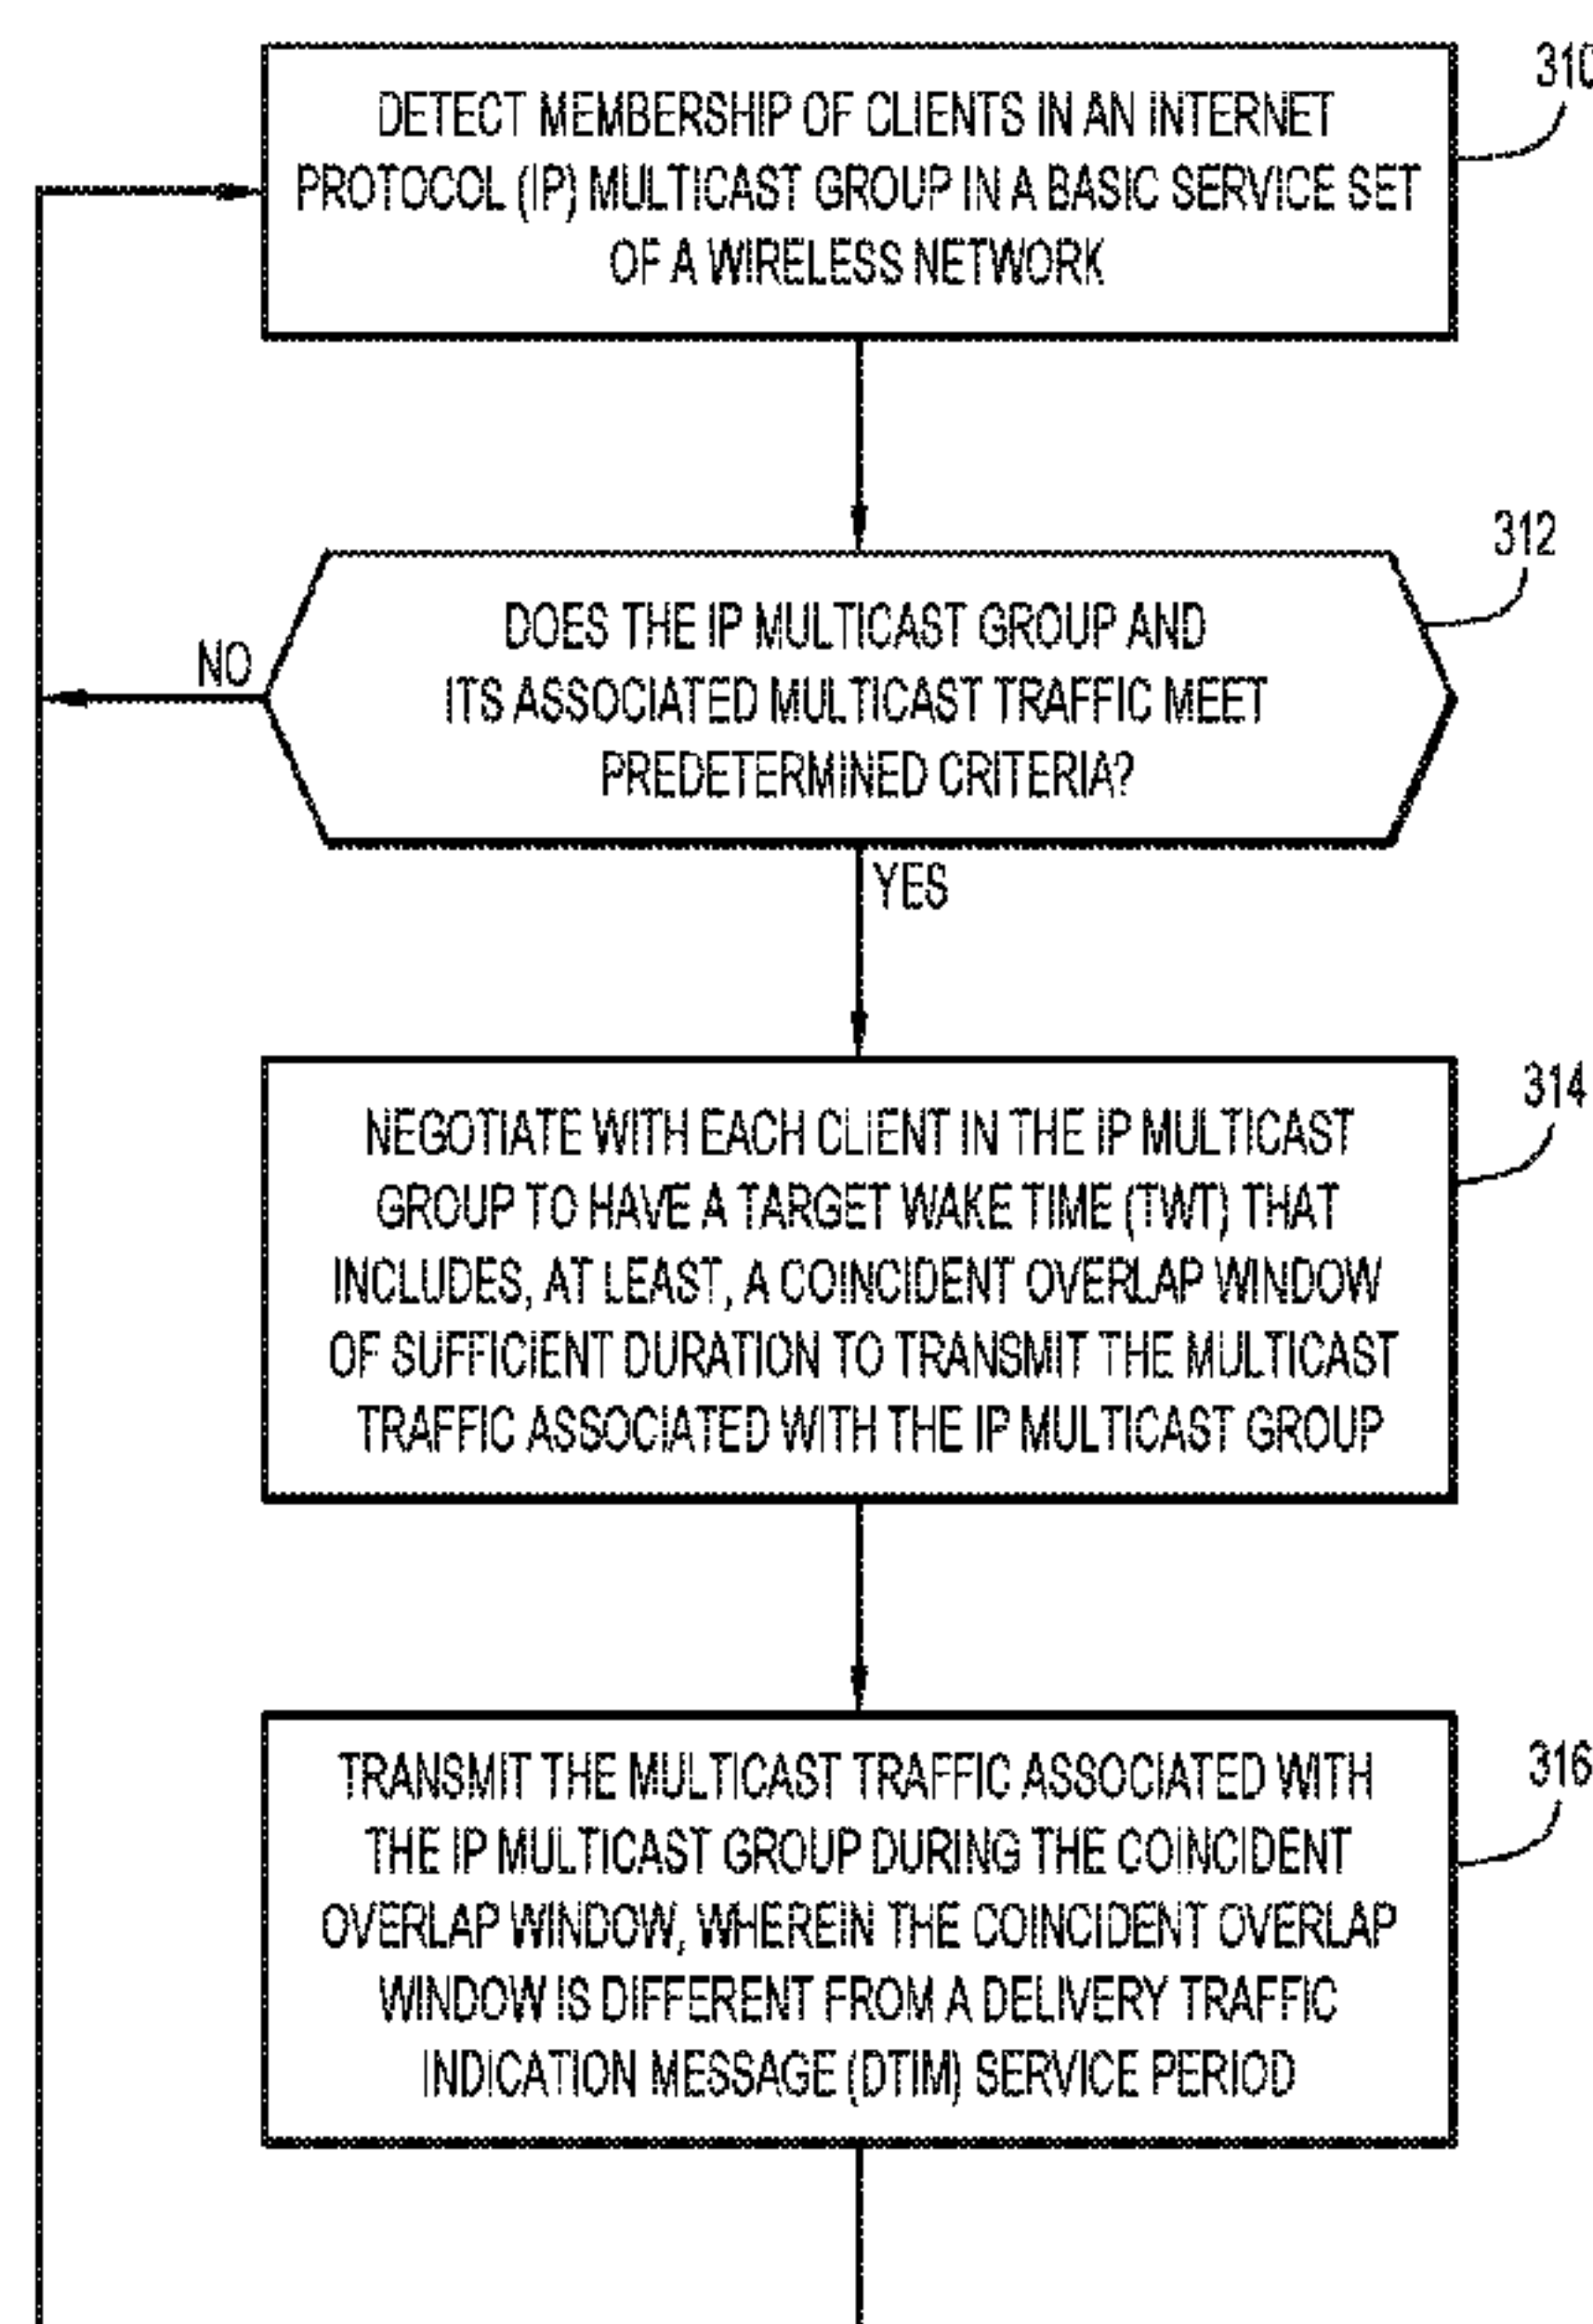 310
DETECT MEMBERSHIP OF CLIENTS IN AN INTERNET
PROTOCOL (IP) MULTICAST GROUP IN A BASIC SERVICE SET
OF A WIRELESS NETWORK
312
DOES THE IP MULTICAST GROUP AND
ITS ASSOCIATED MULTICAST TRAFFIC MEET
PREDETERMINED CRITERIA?
NO
YES
314
NEGOTIATE WITH EACH CLIENT IN THE IP MULTICAST
GROUP TO HAVE A TARGET WAKE TIME (TWT) THAT
INCLUDES, AT LEAST, A COINCIDENT OVERLAP WINDOW
OF SUFFICIENT DURATION TO TRANSMIT THE MULTICAST
TRAFFIC ASSOCIATED WITH THE IP MULTICAST GROUP
316
TRANSMIT THE MULTICAST TRAFFIC ASSOCIATED WITH
THE IP MULTICAST GROUP DURING THE COINCIDENT
OVERLAP WINDOW, WHEREIN THE COINCIDENT OVERLAP
WINDOW IS DIFFERENT FROM A DELIVERY TRAFFIC
INDICATION MESSAGE (DTIM) SERVICE PERIOD